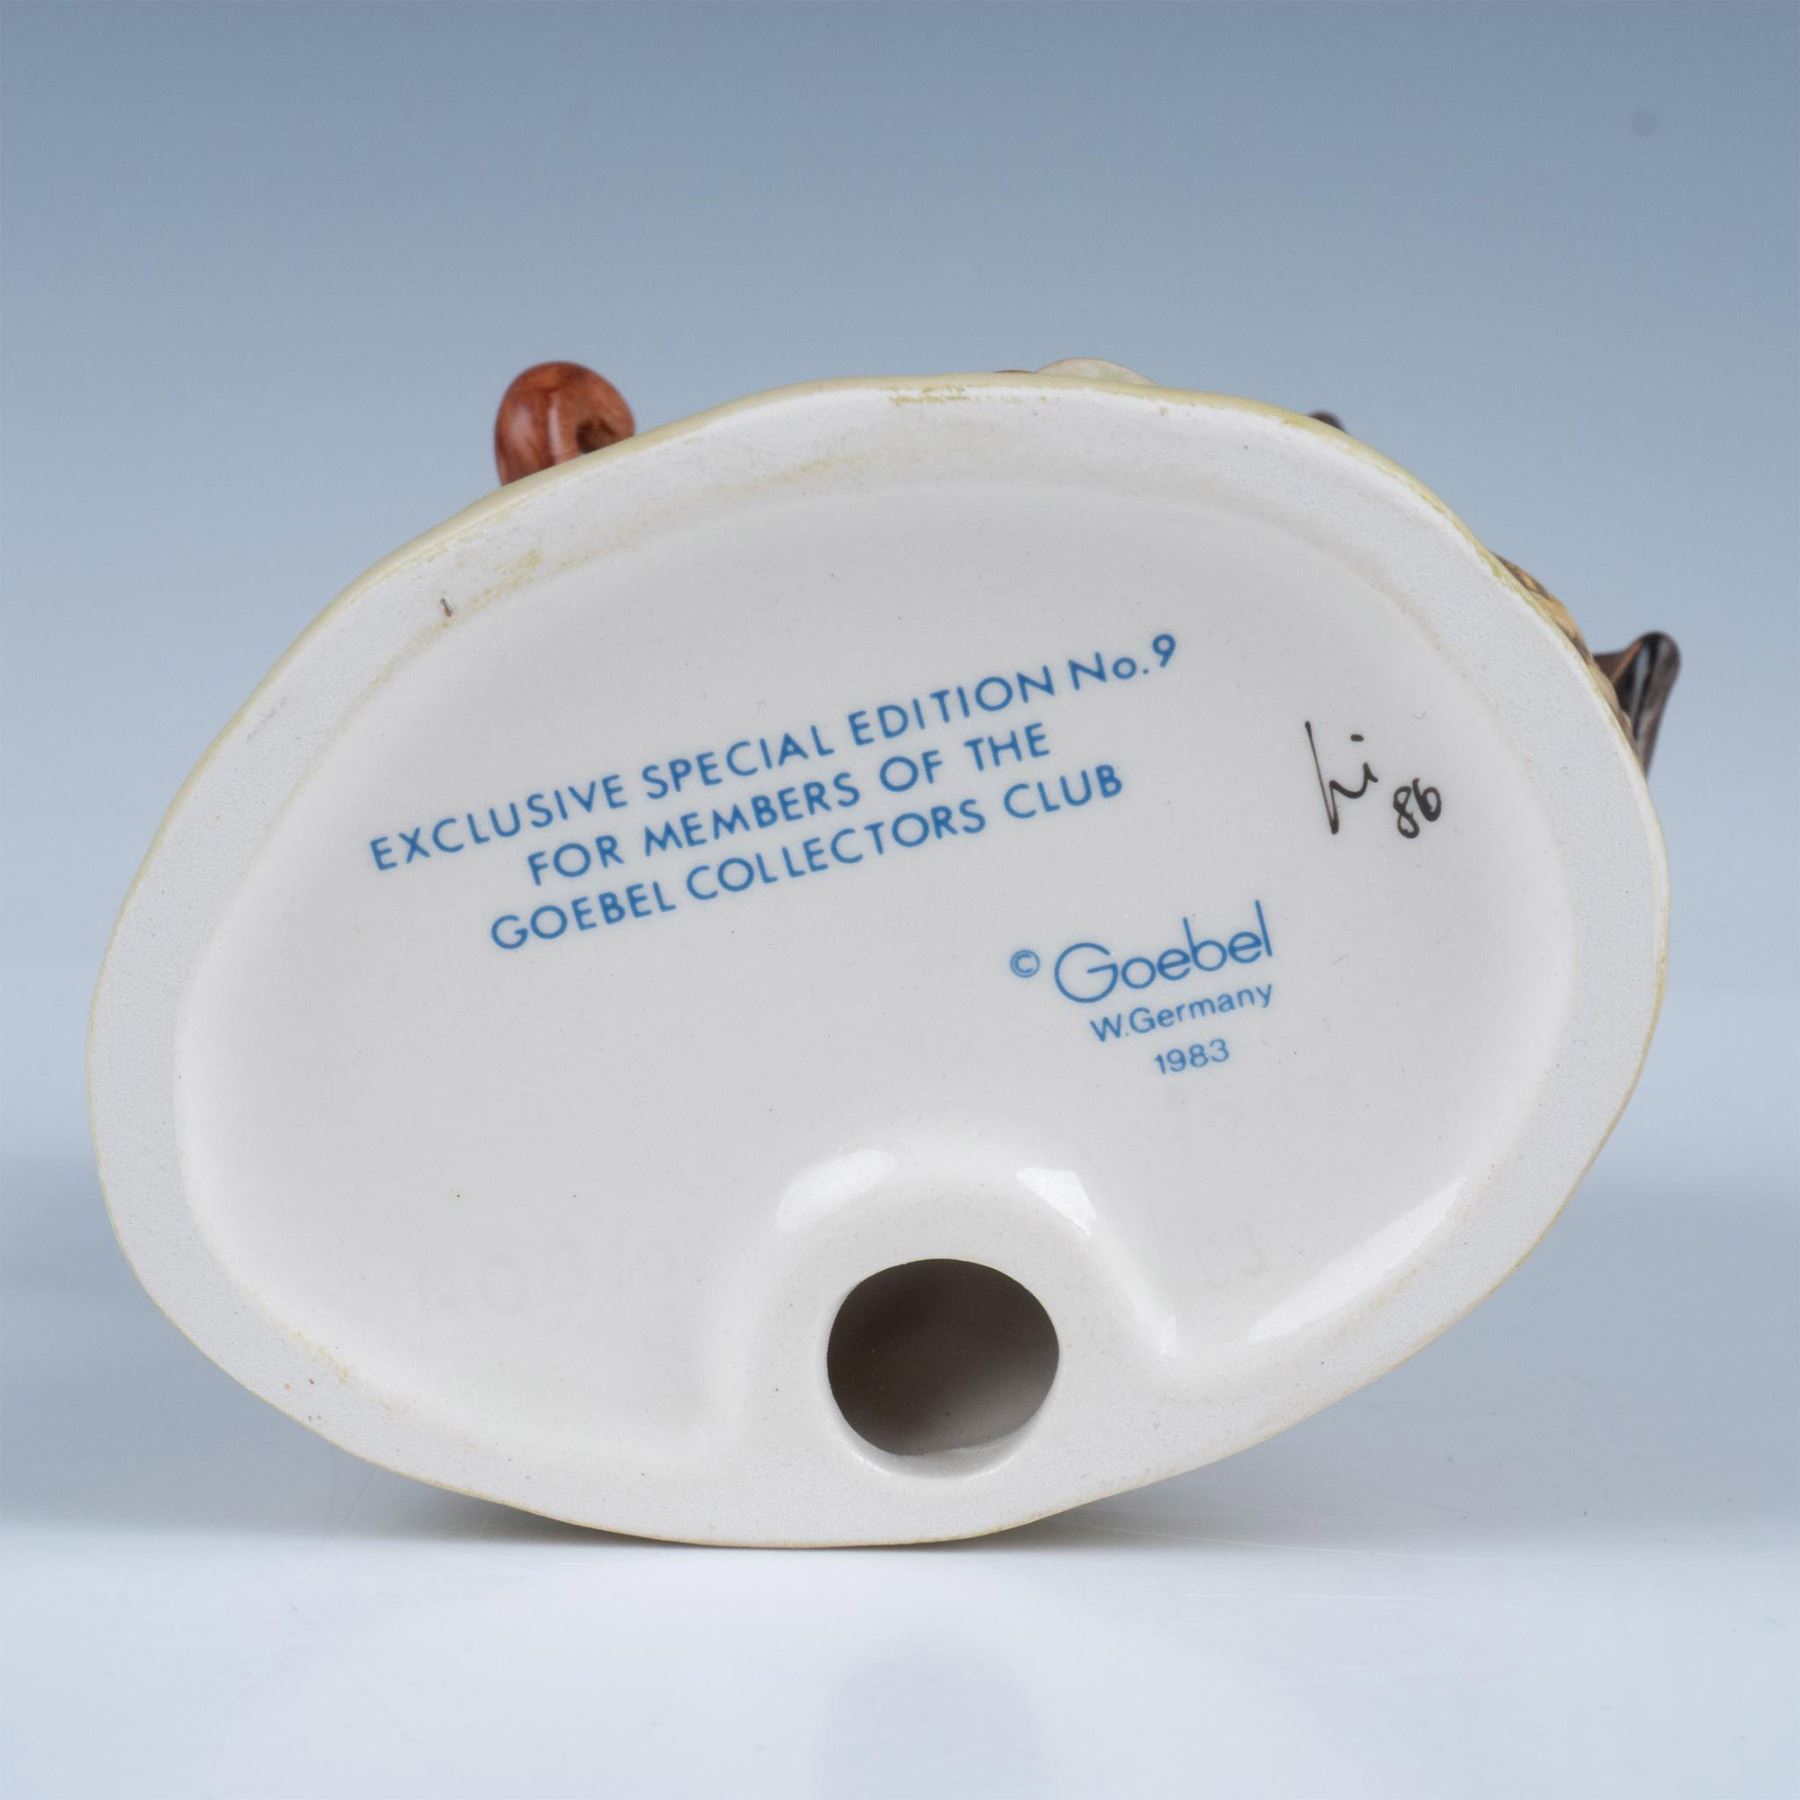 EXCLUSIVE SPECIAL EDITION No.9
FOR MEMBERS OF THE
GOEBEL COLLECTORS CLUB
86
© Goebel
W.Germany
1983